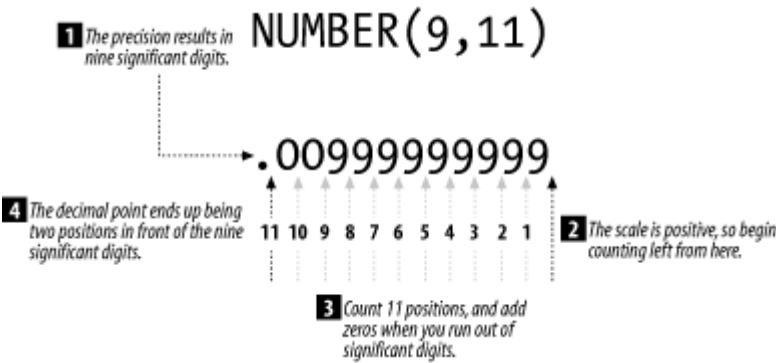 NUMBER(9,11)
1 The precision results in
nine significant digits.
.00999999999
4 The decimal point ends up being
two positions in front of the nine
significant digits.
11 10 9 8 7 6 5 4 3 2 1
2 The scale is positive, so begin
counting left from here.
3 Count 11 positions, and add
zeros when you run out of
significant digits.